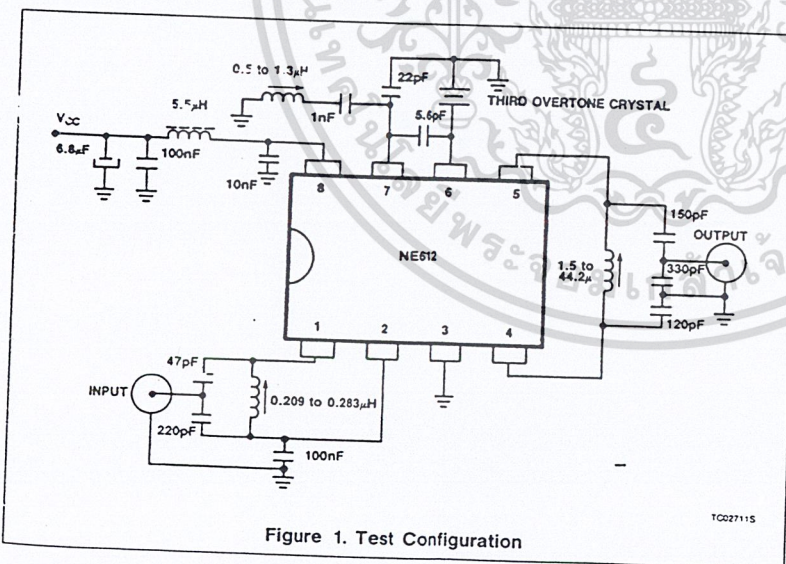 0.5 to 1.3μH
22pF
THIRD OVERTONE CRYSTAL
5.5μH
1nF
5.6pF
VCC
6.8μF
100nF
10nF
8
7
6
5
150pF
OUTPUT
NE612
1.5 to
44.2μ
330pF
120pF
1
2
3
4
47pF
INPUT
0.209 to 0.283μH
220pF
100nF
TC02711S
Figure 1. Test Configuration